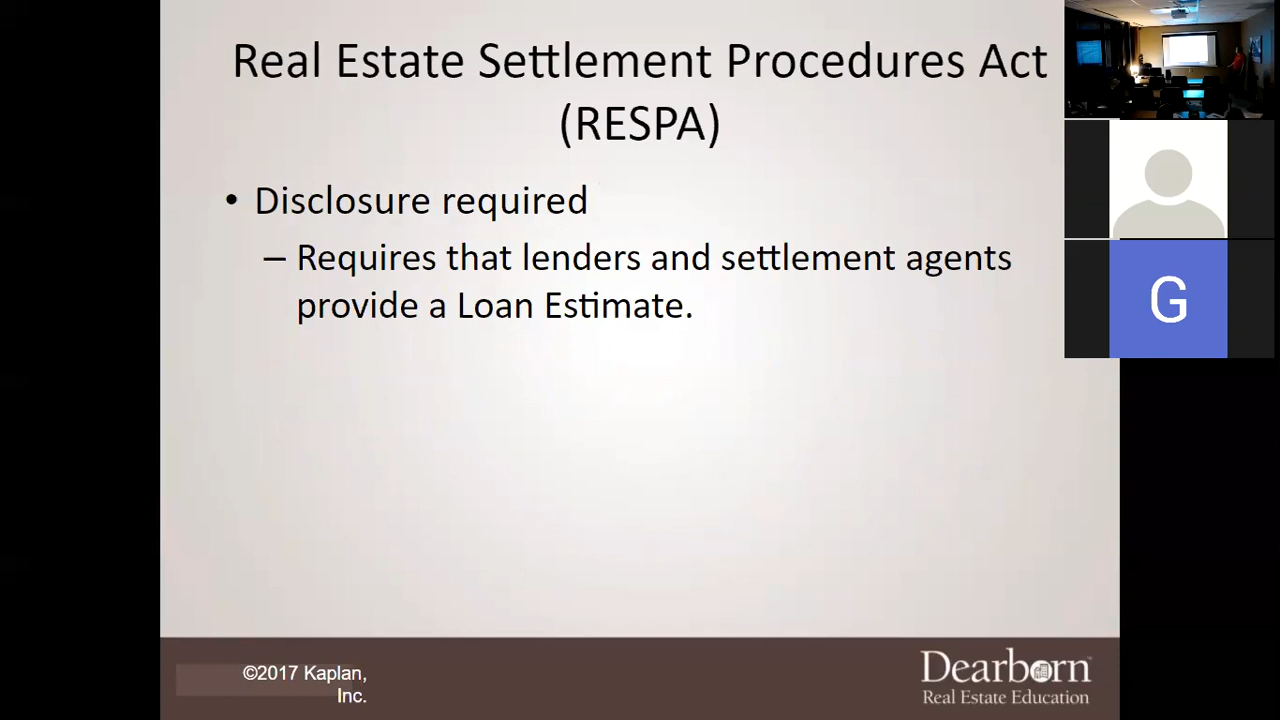 Real Estate Settlement Procedures Act
(RESPA)
• Disclosure required
– Requires that lenders and settlement agents
provide a Loan Estimate.
G
©2017 Kaplan,
Inc.
Dearborn™
Real Estate Education